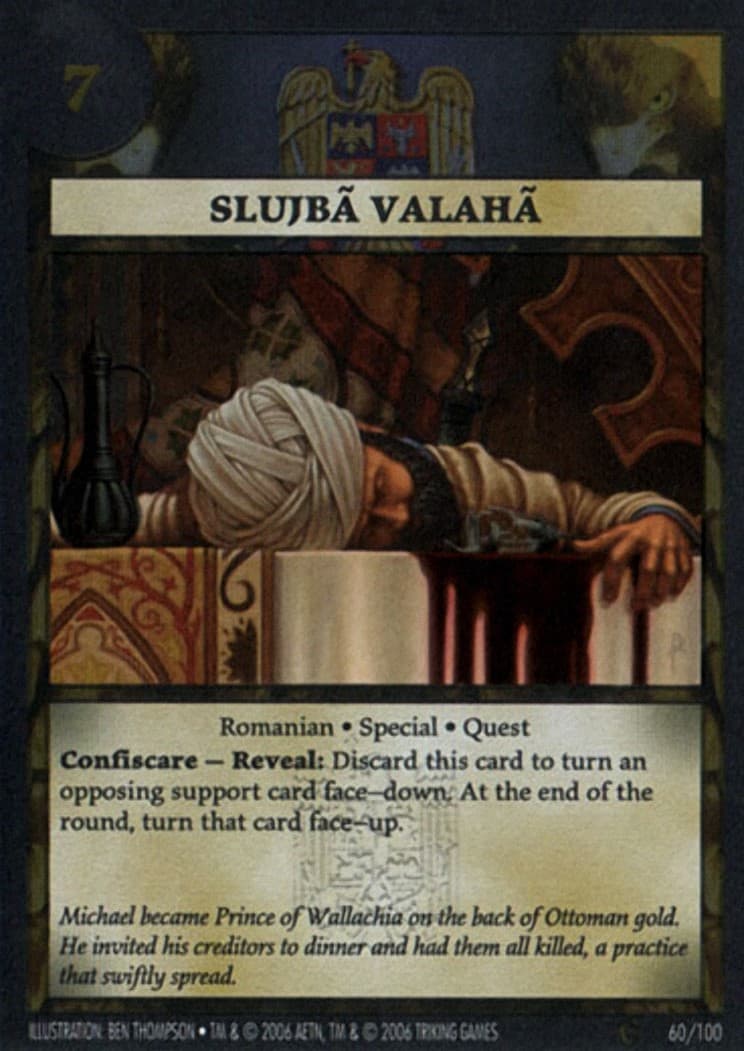 7
SLUJBÃ VALAHÃ
Romanian • Special • Quest
Confiscare – Reveal: Discard this card to turn an
opposing support card face–down. At the end of the
round, turn that card face–up.
Michael became Prince of Wallachia on the back of Ottoman gold.
He invited his creditors to dinner and had them all killed, a practice
that swiftly spread.
ILLUSTRATION: BEN THOMPSON • TM & © 2006 AETN, TM & © 2006 TRIKING GAMES
60/100